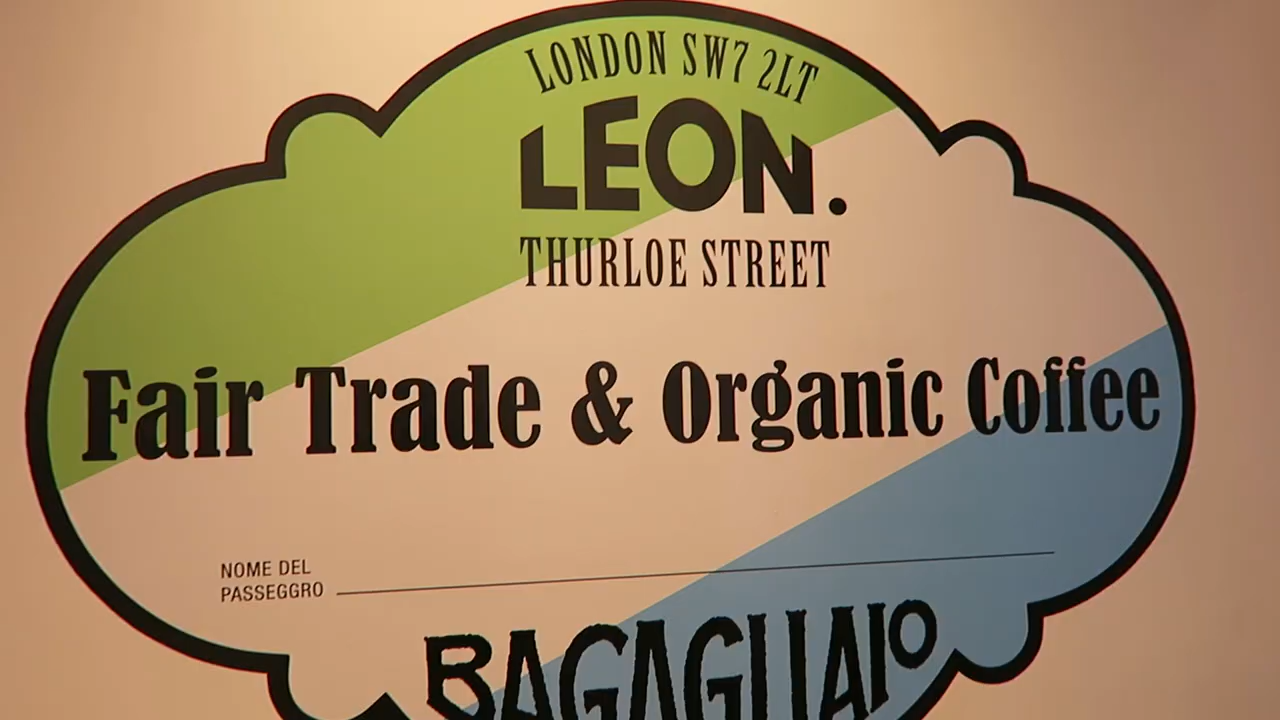 LONDON SW7 2LT
LEON.
THURLOE STREET
Fair Trade & Organic Coffee
NOME DEL
PASSEGGRO
BAGAGLIAIO